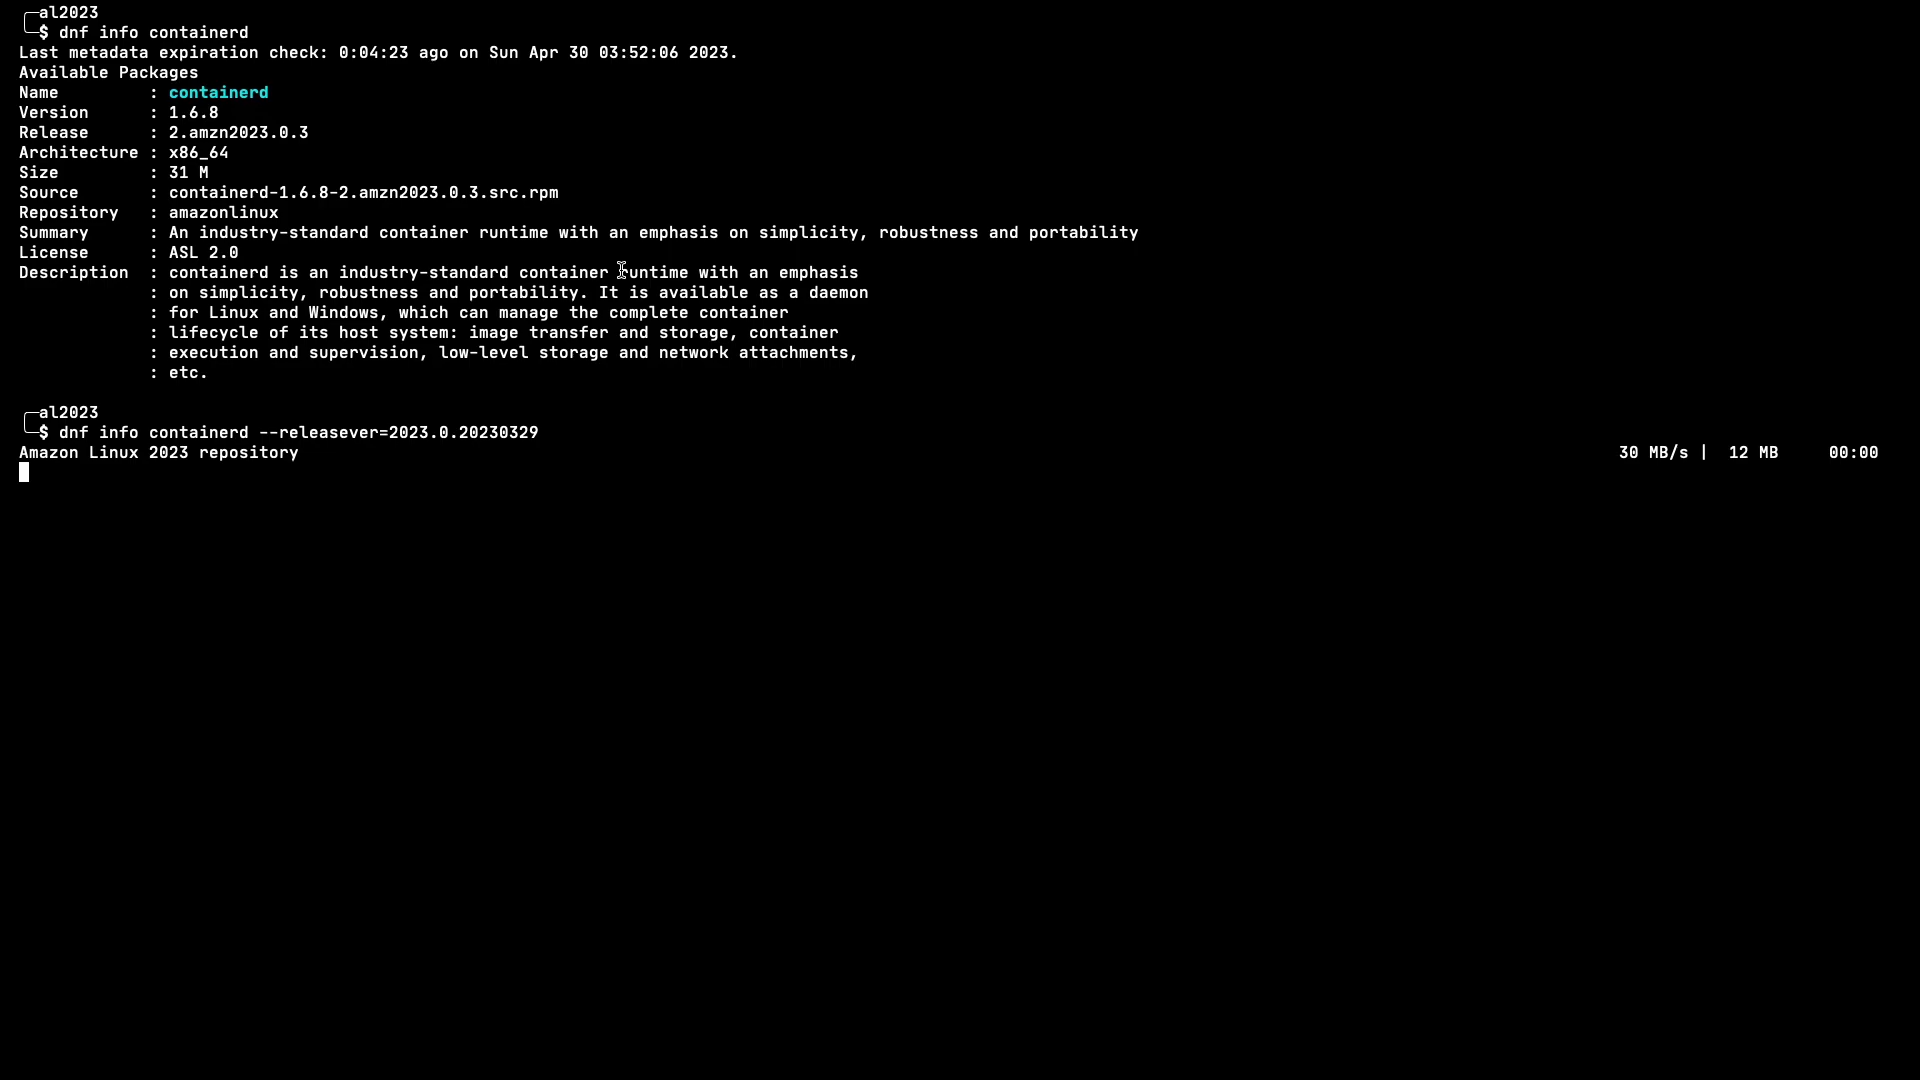 al2023
$ dnf info containerd
Last metadata expiration check: 0:04:23 ago on Sun Apr 30 03:52:06 2023.
Available Packages
Name         : containerd
Version      : 1.6.8
Release      : 2.amzn2023.0.3
Architecture : x86_64
Size         : 31 M
Source       : containerd-1.6.8-2.amzn2023.0.3.src.rpm
Repository   : amazonlinux
Summary      : An industry-standard container runtime with an emphasis on simplicity, robustness and portability
License      : ASL 2.0
Description  : containerd is an industry-standard container runtime with an emphasis
             : on simplicity, robustness and portability. It is available as a daemon
             : for Linux and Windows, which can manage the complete container
             : lifecycle of its host system: image transfer and storage, container
             : execution and supervision, low-level storage and network attachments,
             : etc.
al2023
$ dnf info containerd --releasever=2023.0.20230329
Amazon Linux 2023 repository 30 MB/s | 12 MB 00:00